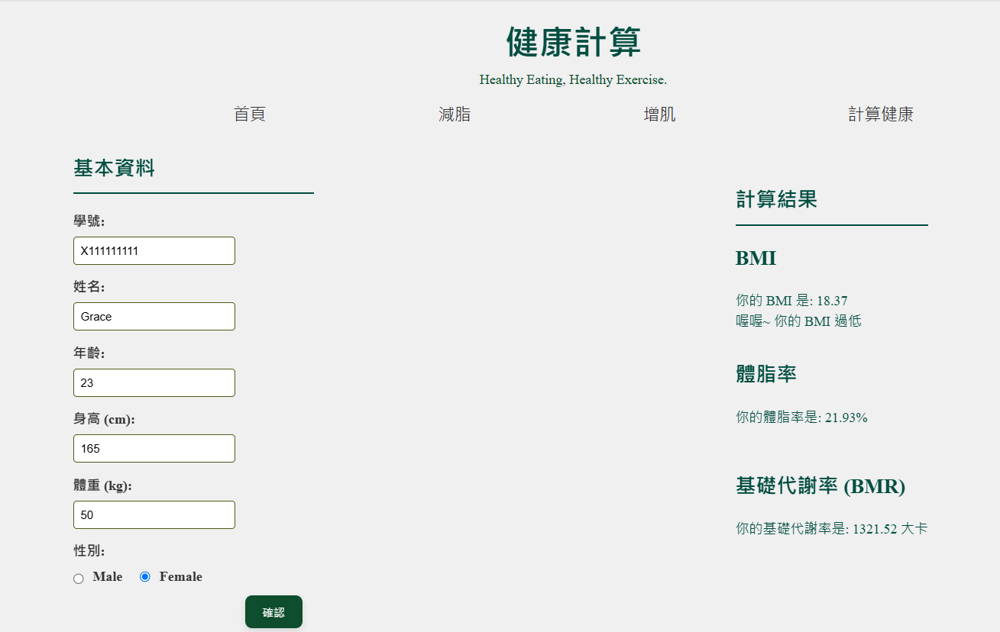 健康計算
Healthy Eating, Healthy Exercise.
首頁 減脂 增肌 計算健康
基本資料
學號:
X111111111
姓名:
Grace
年齡:
23
身高 (cm):
165
體重 (kg):
50
性別:
Male Female
確認
計算結果
BMI
你的 BMI 是: 18.37
喔喔~ 你的 BMI 過低
體脂率
你的體脂率是: 21.93%
基礎代謝率 (BMR)
你的基礎代謝率是: 1321.52 大卡